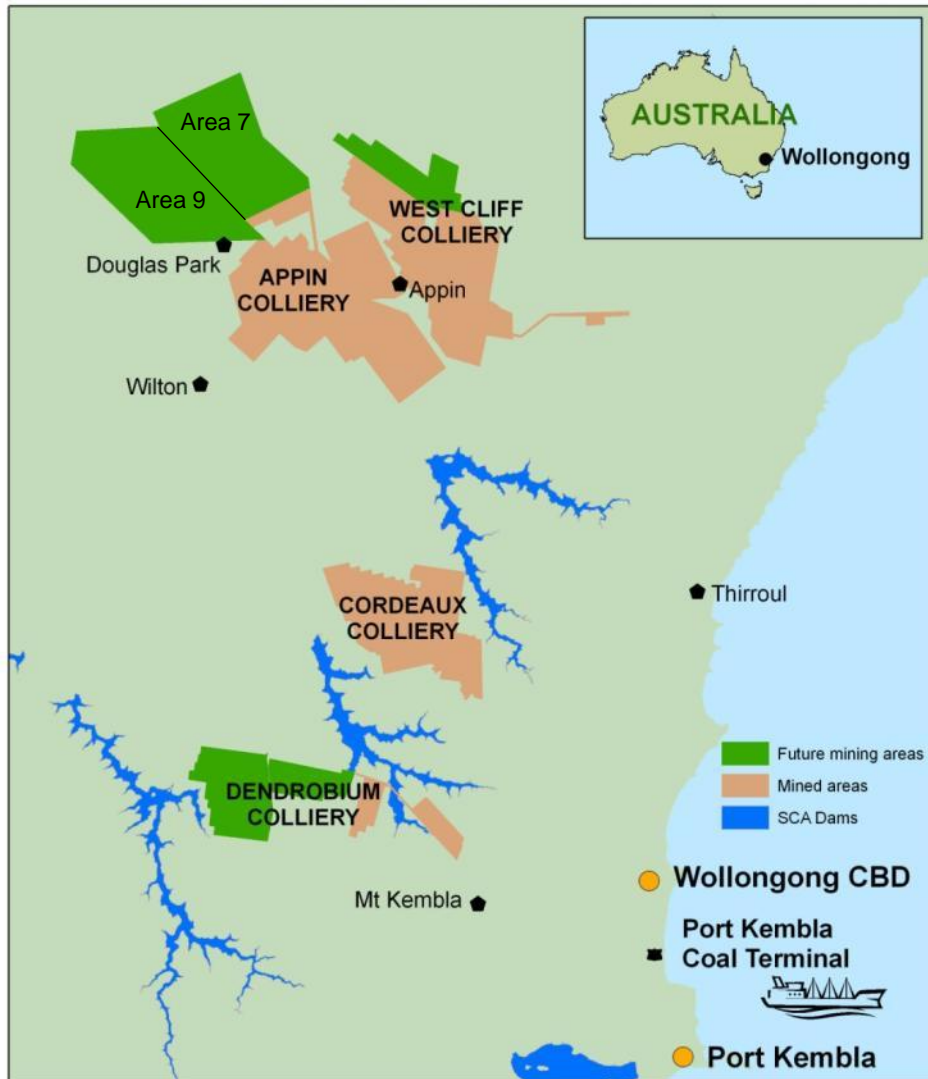 AUSTRALIA
Wollongong
Area 7
Area 9
WEST CLIFF
COLLIERY
Douglas Park
APPIN
COLLIERY
Appin
Wilton
Thirroul
CORDEAUX
COLLIERY
Future mining areas
Mined areas
SCA Dams
DENDROBIUM
COLLIERY
Wollongong CBD
Mt Kembla
Port Kembla
Coal Terminal
Port Kembla